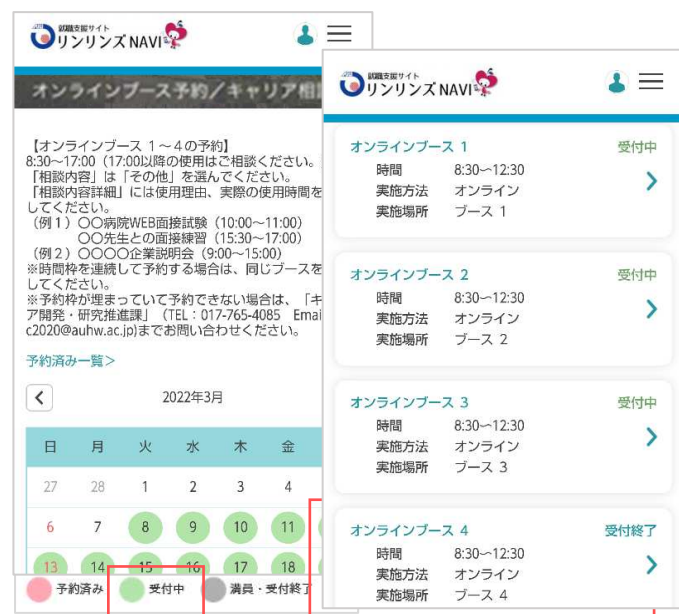 就職支援サイト
リンリンズNAVI
オンラインブース予約／キャリア相
【オンラインブース 1～4の予約】
8:30～17:00（17:00以降の使用はご相談ください。
「相談内容」は「その他」を選んでください。
「相談内容詳細」には使用理由、実際の使用時間を
してください。
（例１）〇〇病院WEB面接試験（10:00～11:00）
〇〇先生との面接練習（15:30～17:00）
（例２）〇〇〇〇企業説明会（9:00～15:00）
※時間枠を連続して予約する場合は、同じブースを
してください。
※予約枠が埋まっていて予約できない場合は、「キ
ア開発・研究推進課」（TEL：017-765-4085 Emai
c2020@auhw.ac.jp)までお問い合わせください。
予約済み一覧＞
2022年3月
日 月 火 水 木 金
27 28 1 2 3 4
6 7 8 9 10 11
13 14 15 16 17 18
予約済み 受付中 満員・受付終了
就職支援サイト
リンリンズNAVI
オンラインブース 1 受付中
時間 8:30～12:30
実施方法 オンライン
実施場所 ブース 1
オンラインブース 2 受付中
時間 8:30～12:30
実施方法 オンライン
実施場所 ブース 2
オンラインブース 3 受付中
時間 8:30～12:30
実施方法 オンライン
実施場所 ブース 3
オンラインブース 4 受付終了
時間 8:30～12:30
実施方法 オンライン
実施場所 ブース 4